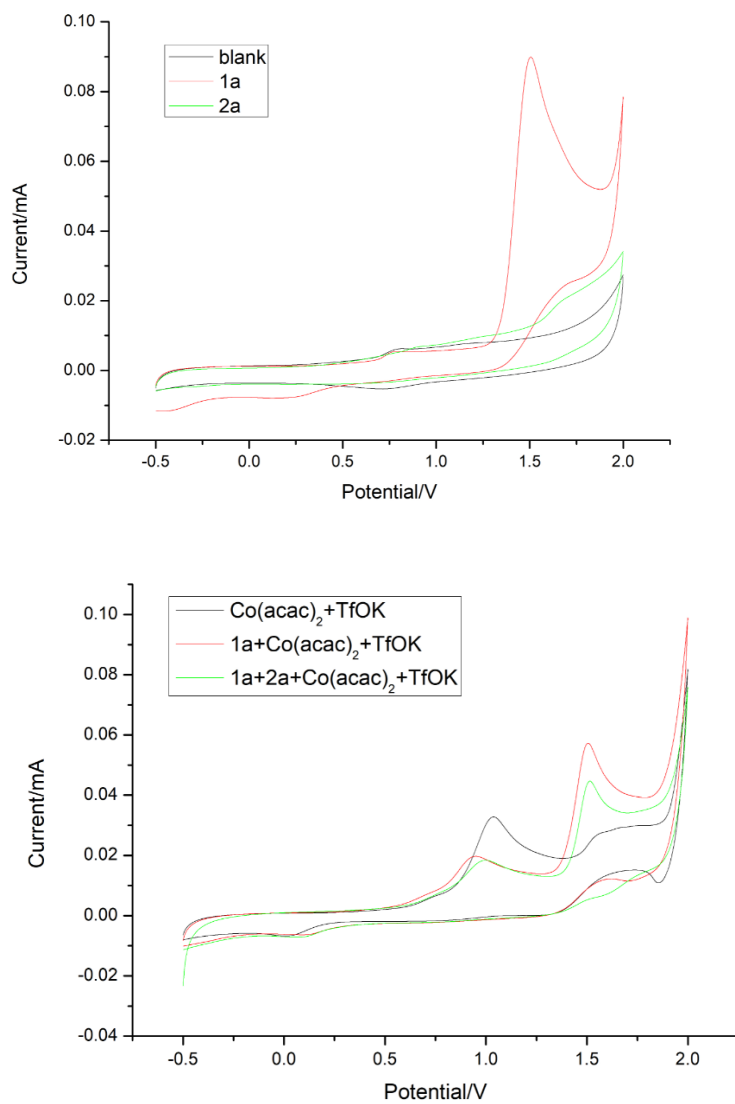 0.10
0.08
0.06
0.04
0.02
0.00
-0.02
Current/mA
blank
1a
2a
-0.5 0.0 0.5 1.0 1.5 2.0
Potential/V
0.10
0.08
0.06
0.04
0.02
0.00
-0.02
-0.04
Current/mA
Co(acac)₂+TfOK
1a+Co(acac)₂+TfOK
1a+2a+Co(acac)₂+TfOK
-0.5 0.0 0.5 1.0 1.5 2.0
Potential/V